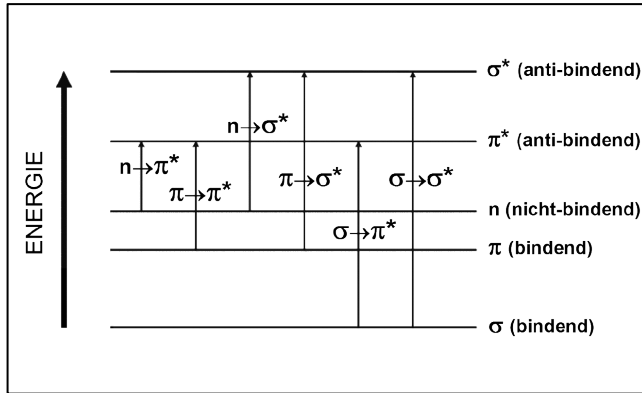 σ* (anti-bindend)
n→σ*
π* (anti-bindend)
n→π*
π→π*
π→σ*
σ→σ*
n (nicht-bindend)
σ→π*
π (bindend)
σ (bindend)
ENERGIE